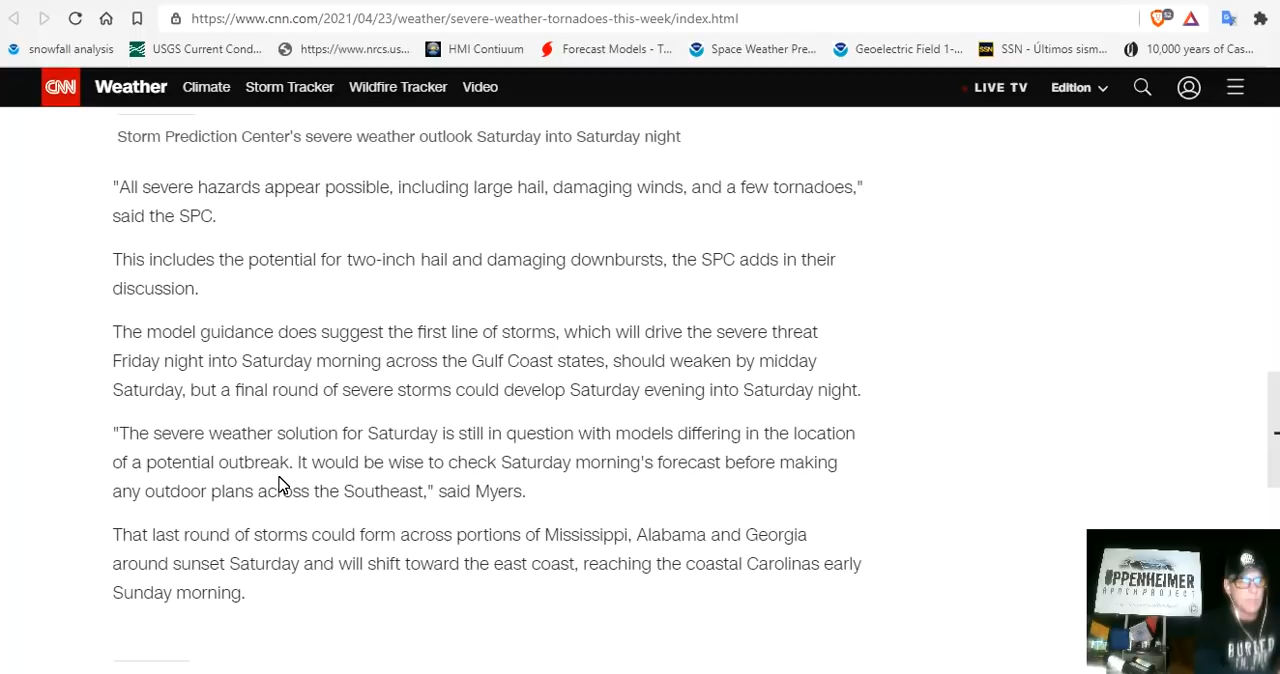 https://www.cnn.com/2021/04/23/weather/severe-weather-tornadoes-this-week/index.html
52
snowfall analysis
USGS Current Cond...
https://www.nrcs.us...
HMI Contiuum
Forecast Models - T...
Space Weather Pre...
Geoelectric Field 1-...
SSN
SSN - Últimos sism...
10,000 years of Cas...
CNN Weather Climate Storm Tracker Wildfire Tracker Video
LIVE TV Edition
Storm Prediction Center's severe weather outlook Saturday into Saturday night
"All severe hazards appear possible, including large hail, damaging winds, and a few tornadoes,"
said the SPC.
This includes the potential for two-inch hail and damaging downbursts, the SPC adds in their
discussion.
The model guidance does suggest the first line of storms, which will drive the severe threat
Friday night into Saturday morning across the Gulf Coast states, should weaken by midday
Saturday, but a final round of severe storms could develop Saturday evening into Saturday night.
"The severe weather solution for Saturday is still in question with models differing in the location
of a potential outbreak. It would be wise to check Saturday morning's forecast before making
any outdoor plans across the Southeast," said Myers.
That last round of storms could form across portions of Mississippi, Alabama and Georgia
around sunset Saturday and will shift toward the east coast, reaching the coastal Carolinas early
Sunday morning.
OPPENHEIMER
RANCH PROJECT
BURIED